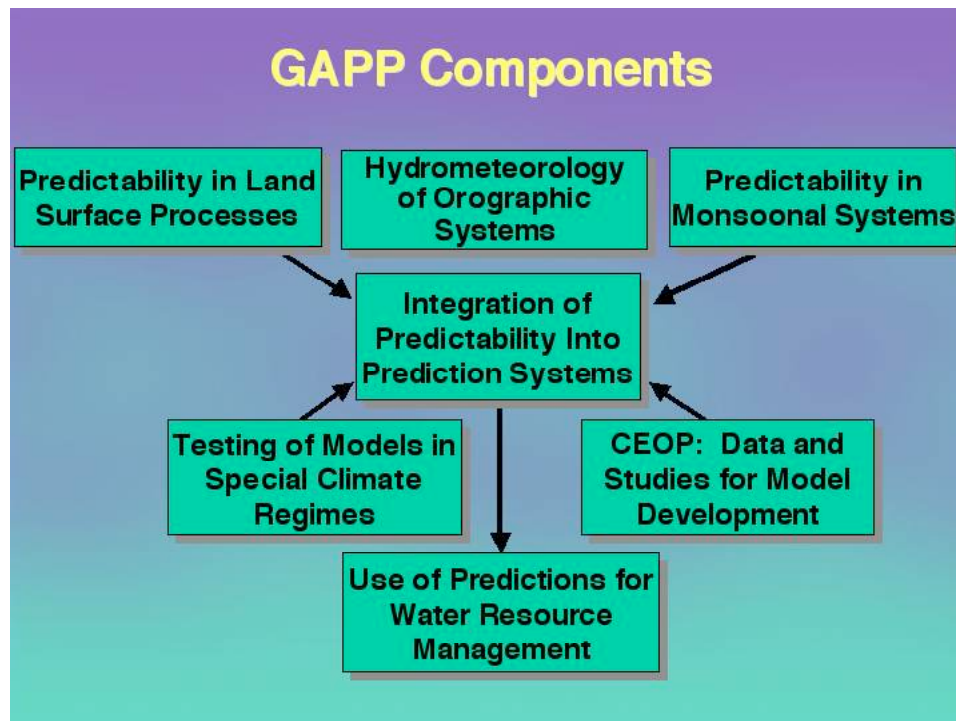 GAPP Components
Predictability in Land
Surface Processes
Hydrometeorology
of Orographic
Systems
Predictability in
Monsoonal Systems
Integration of
Predictability Into
Prediction Systems
Testing of Models in
Special Climate
Regimes
CEOP: Data and
Studies for Model
Development
Use of Predictions for
Water Resource
Management